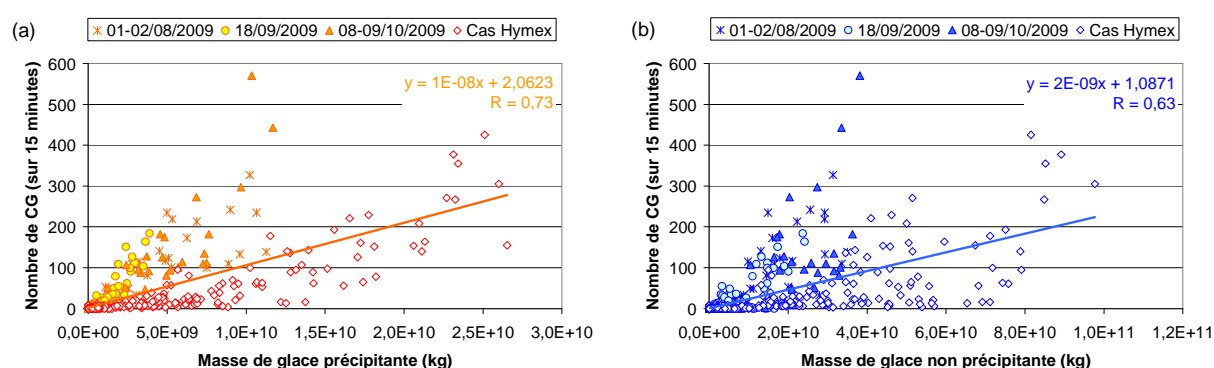 (a)
01-02/08/2009 18/09/2009 08-09/10/2009 Cas Hymex
600
500
400
300
200
100
0
y = 1E-08x + 2,0623
R = 0,73
Nombre de CG (sur 15 minutes)
0,0E+00 5,0E+09 1,0E+10 1,5E+10 2,0E+10 2,5E+10 3,0E+10
Masse de glace précipitante (kg)
(b)
01-02/08/2009 18/09/2009 08-09/10/2009 Cas Hymex
600
500
400
300
200
100
0
y = 2E-09x + 1,0871
R = 0,63
Nombre de CG (sur 15 minutes)
0,0E+00 2,0E+10 4,0E+10 6,0E+10 8,0E+10 1,0E+11 1,2E+11
Masse de glace non précipitante (kg)